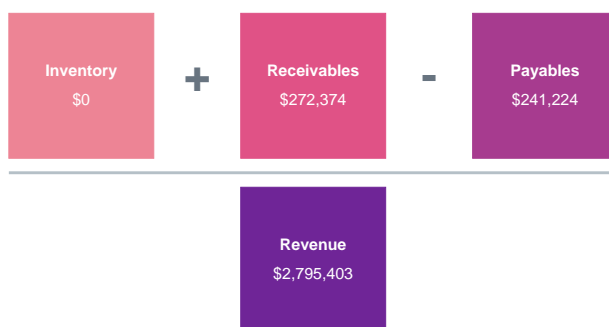 Inventory
$0
+
Receivables
$272,374
-
Payables
$241,224
Revenue
$2,795,403